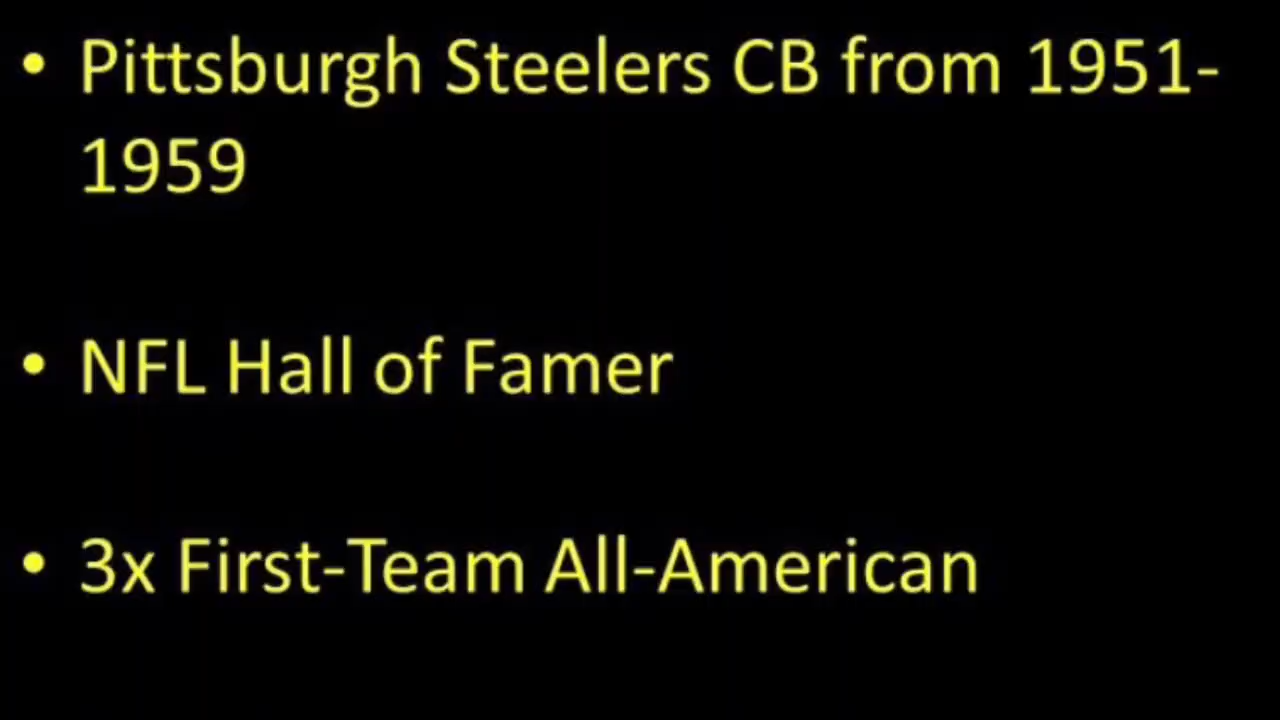 • Pittsburgh Steelers CB from 1951-
1959
• NFL Hall of Famer
• 3x First-Team All-American